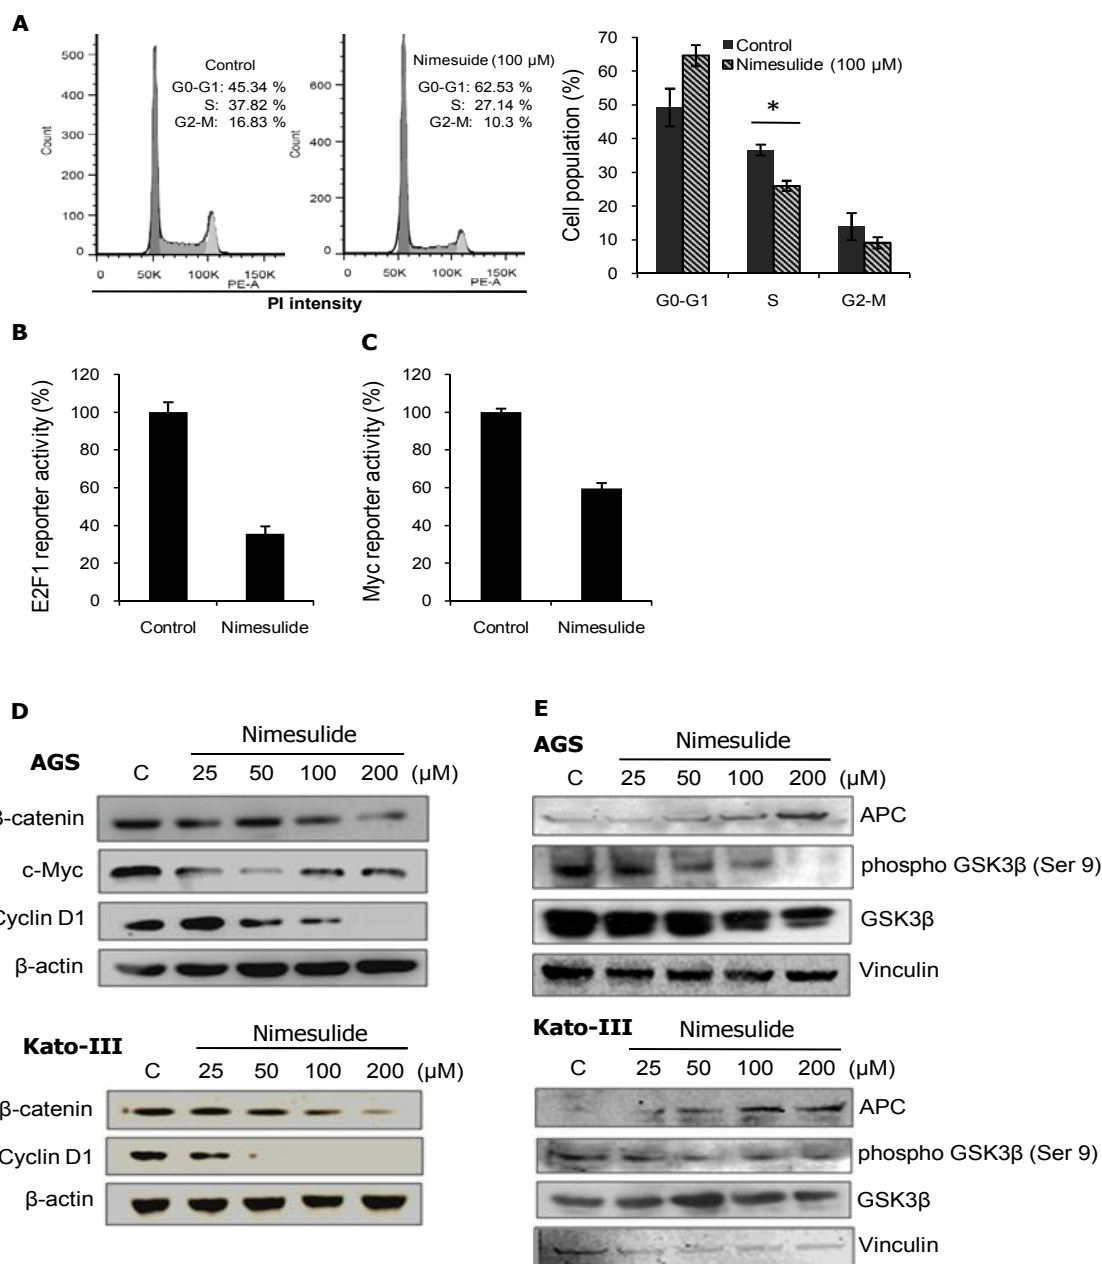 A
500
400
300
200
100
0
Count
Control
G0-G1: 45.34 %
S: 37.82 %
G2-M: 16.83 %
0 50K 100K 150K
PE-A
600
400
200
0
Count
Nimesuide (100 µM)
G0-G1: 62.53 %
S: 27.14 %
G2-M: 10.3 %
0 50K 100K 150K
PE-A
PI intensity
70
60
50
40
30
20
10
0
Cell population (%)
Control
Nimesulide (100 µM)
*
G0-G1 S G2-M
B
120
100
80
60
40
20
0
E2F1 reporter activity (%)
Control Nimesulide
C
120
100
80
60
40
20
0
Myc reporter activity (%)
Control Nimesulide
D
Nimesulide
AGS
C 25 50 100 200 (µM)
β-catenin
c-Myc
Cyclin D1
β-actin
Nimesulide
Kato-III
C 25 50 100 200 (µM)
β-catenin
Cyclin D1
β-actin
E
AGS
Nimesulide
C 25 50 100 200 (µM)
APC
phospho GSK3β (Ser 9)
GSK3β
Vinculin
Kato-III
Nimesulide
C 25 50 100 200 (µM)
APC
phospho GSK3β (Ser 9)
GSK3β
Vinculin